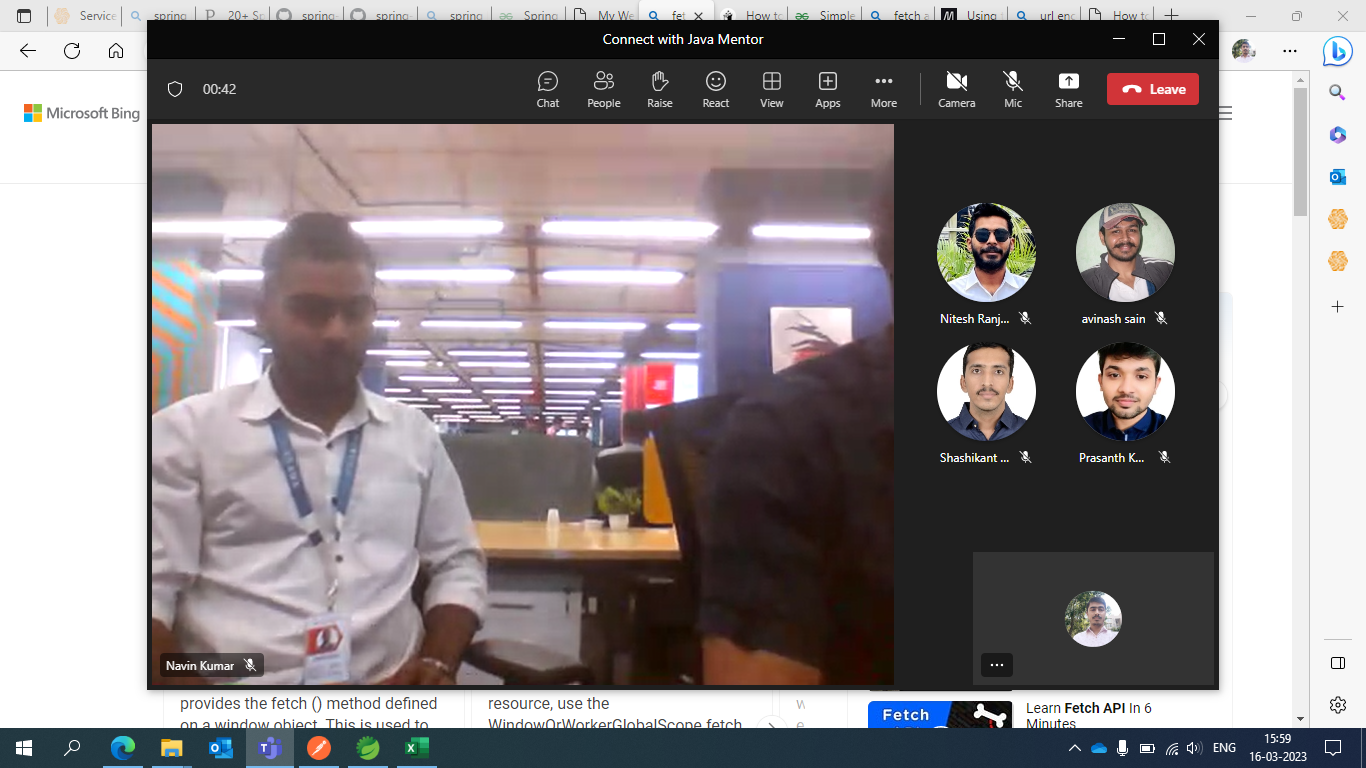 Service
spring
20+ Sp
spring-
spring-
spring
Spring
My We
fet
How to
Simple
fetch a
Using t
url enc
How to
Connect with Java Mentor
00:42
Chat
People
Raise
React
View
Apps
More
Camera
Mic
Share
Leave
Microsoft Bing
Nitesh Ranj...
avinash sain
Shashikant ...
Prasanth K...
Navin Kumar
provides the fetch () method defined
on a window object. This is used to
resource, use the
WindowOrWorkerGlobalScope.fetch
Fetch
Learn Fetch API In 6
Minutes
ENG
15:59
16-03-2023